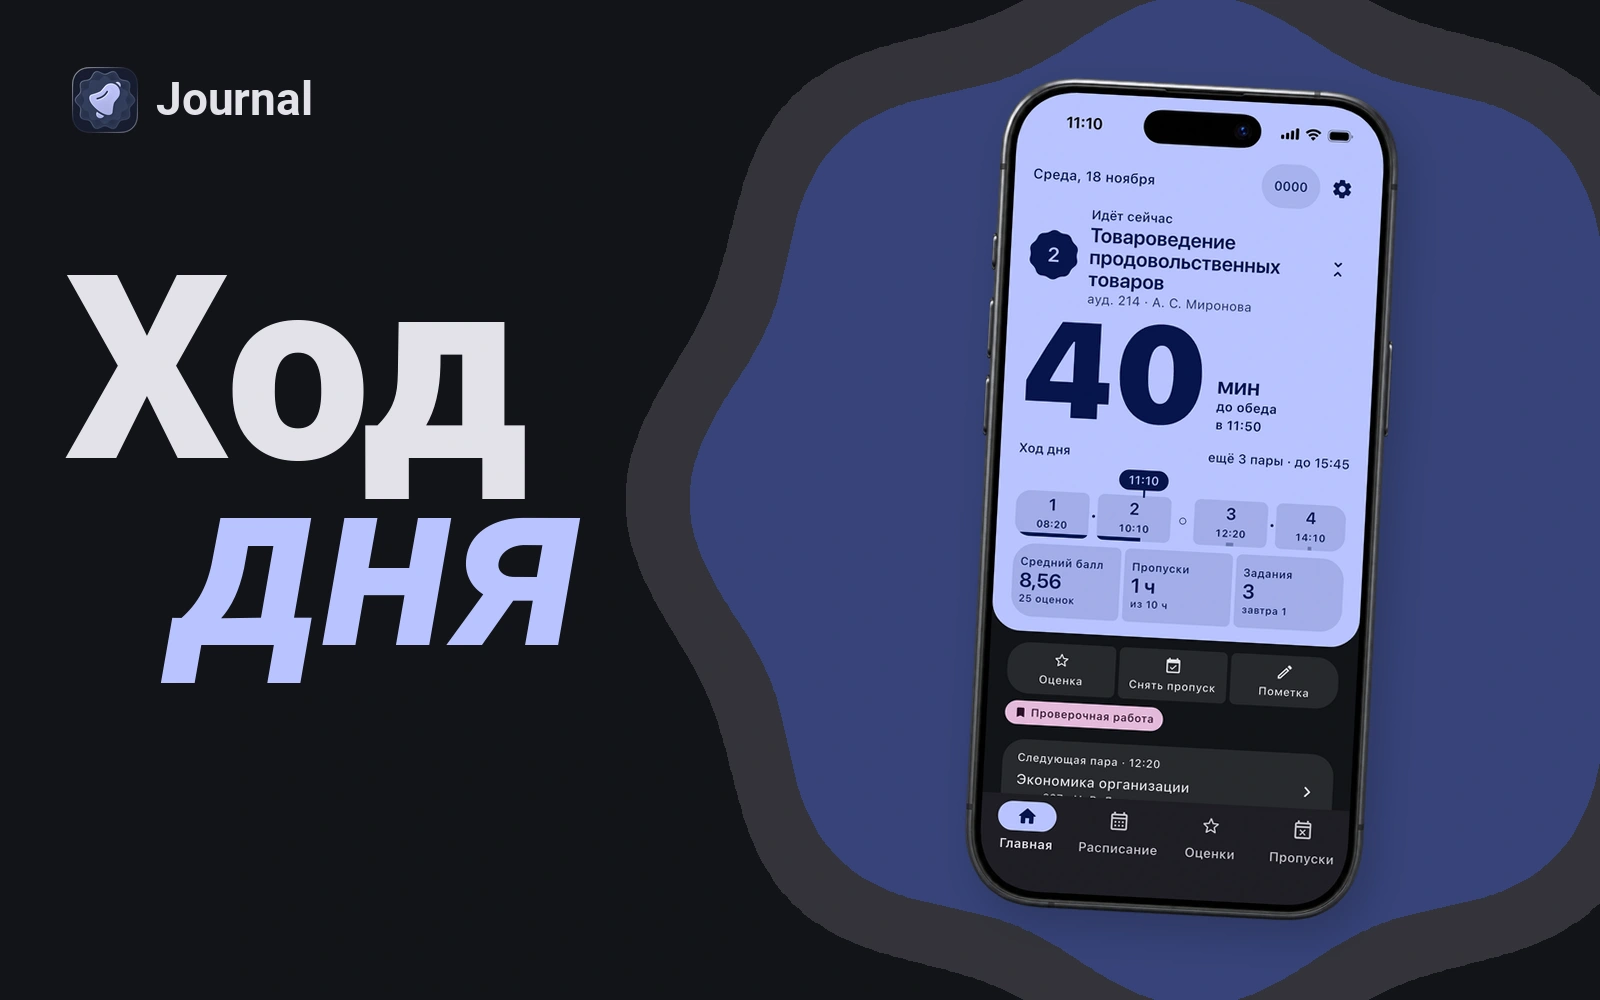 Journal
Ход
дня
11:10
Среда, 18 ноября
0000
Идёт сейчас
2
Товароведение
продовольственных
товаров
ауд. 214 · А. С. Миронова
40
мин
до обеда
в 11:50
Ход дня
ещё 3 пары · до 15:45
11:10
1
08:20
2
10:10
3
12:20
4
14:10
Средний балл
8,56
25 оценок
Пропуски
1 ч
из 10 ч
Задания
3
завтра 1
Оценка
Снять пропуск
Пометка
Проверочная работа
Следующая пара · 12:20
Экономика организации
Главная
Расписание
Оценки
Пропуски